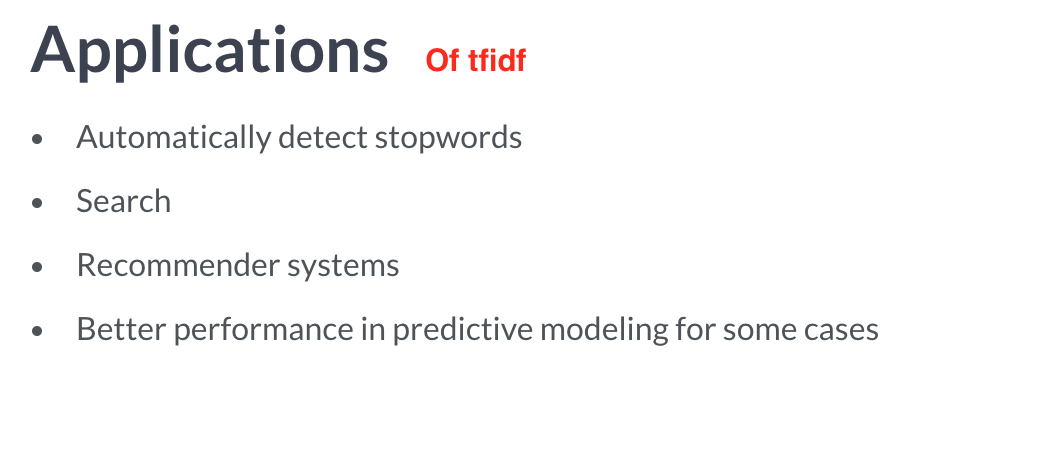 Applications Of tfidf
• Automatically detect stopwords
• Search
• Recommender systems
• Better performance in predictive modeling for some cases